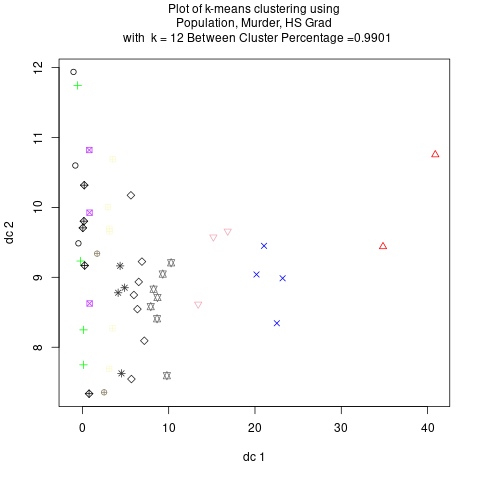 Plot of k-means clustering using
Population, Murder, HS Grad
with k = 12 Between Cluster Percentage =0.9901
12
11
10
9
8
dc 2
0 10 20 30 40
dc 1